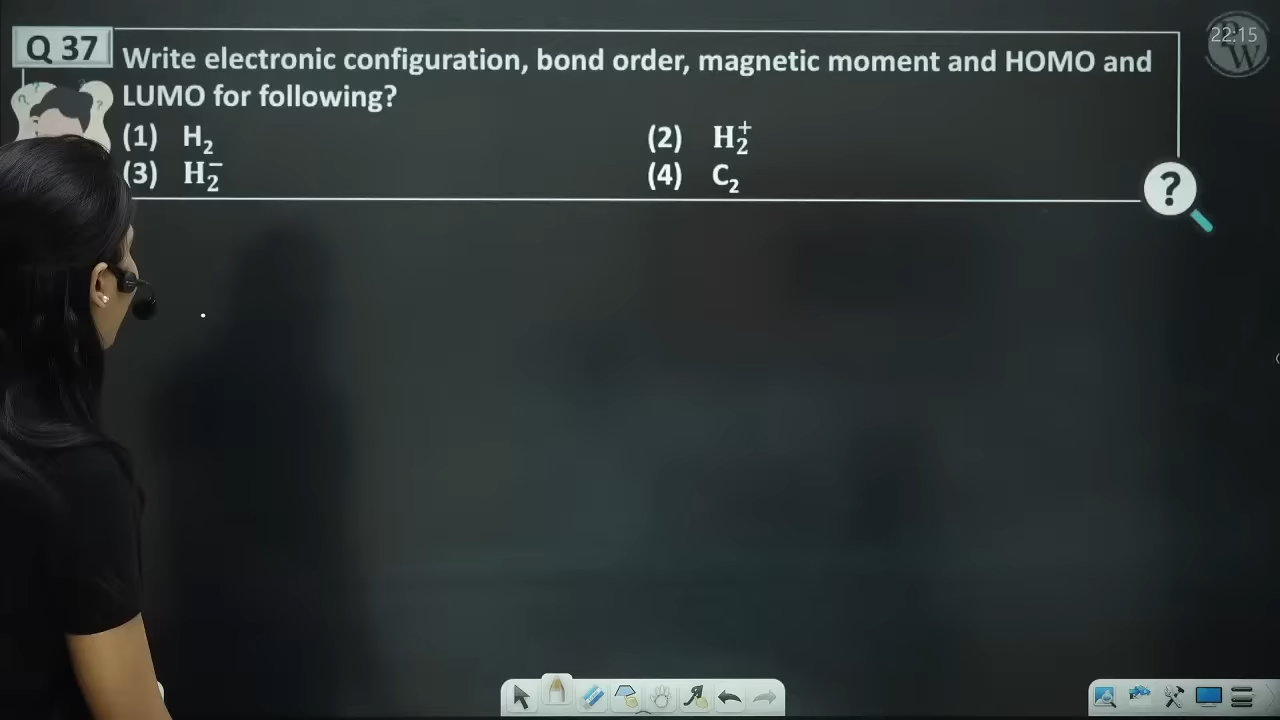 Q 37
Write electronic configuration, bond order, magnetic moment and HOMO and
LUMO for following?
(1) H₂ (2) H₂⁺
(3) H₂⁻ (4) C₂
22:15
?